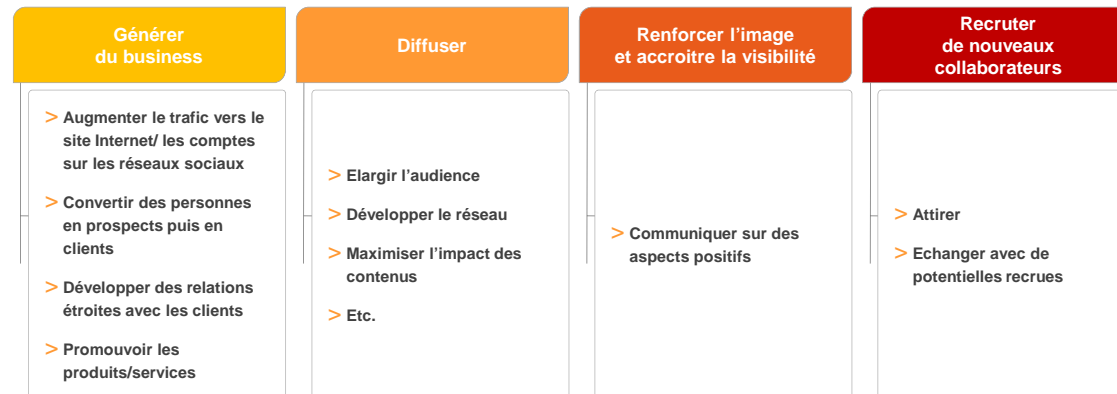 Générer
du business
> Augmenter le trafic vers le
site Internet/ les comptes
sur les réseaux sociaux
> Convertir des personnes
en prospects puis en
clients
> Développer des relations
étroites avec les clients
> Promouvoir les
produits/services
Diffuser
> Elargir l’audience
> Développer le réseau
> Maximiser l’impact des
contenus
> Etc.
Renforcer l’image
et accroitre la visibilité
> Communiquer sur des
aspects positifs
Recruter
de nouveaux
collaborateurs
> Attirer
> Echanger avec de
potentielles recrues